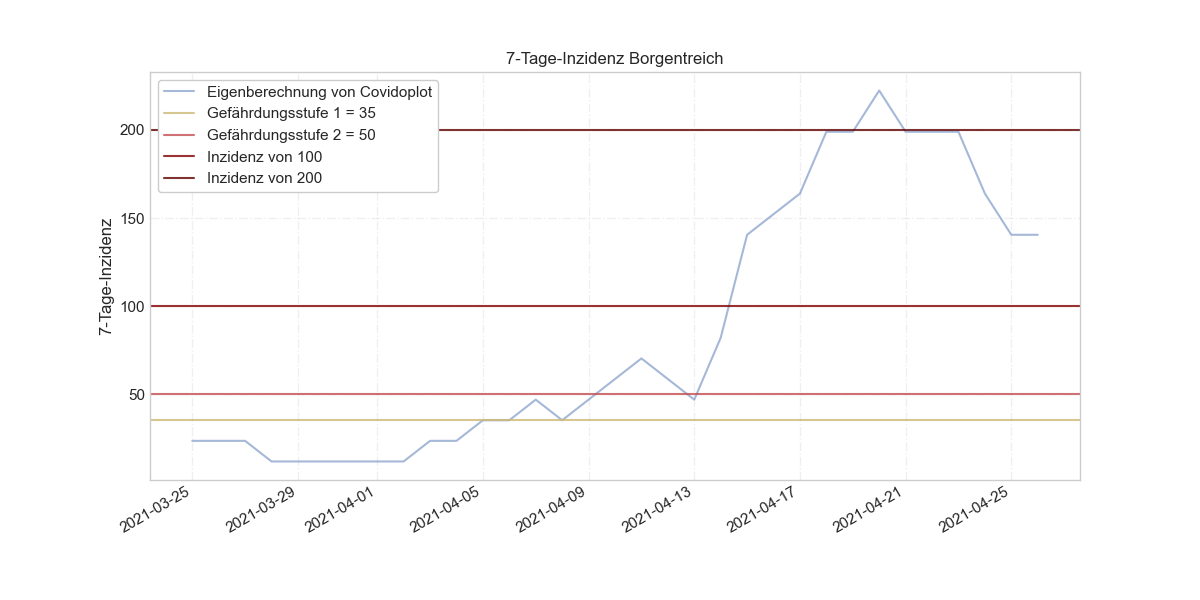 7-Tage-Inzidenz Borgentreich
Eigenberechnung von Covidoplot
Gefährdungsstufe 1 = 35
Gefährdungsstufe 2 = 50
Inzidenz von 100
Inzidenz von 200
7-Tage-Inzidenz
200
150
100
50
2021-03-25
2021-03-29
2021-04-01
2021-04-05
2021-04-09
2021-04-13
2021-04-17
2021-04-21
2021-04-25